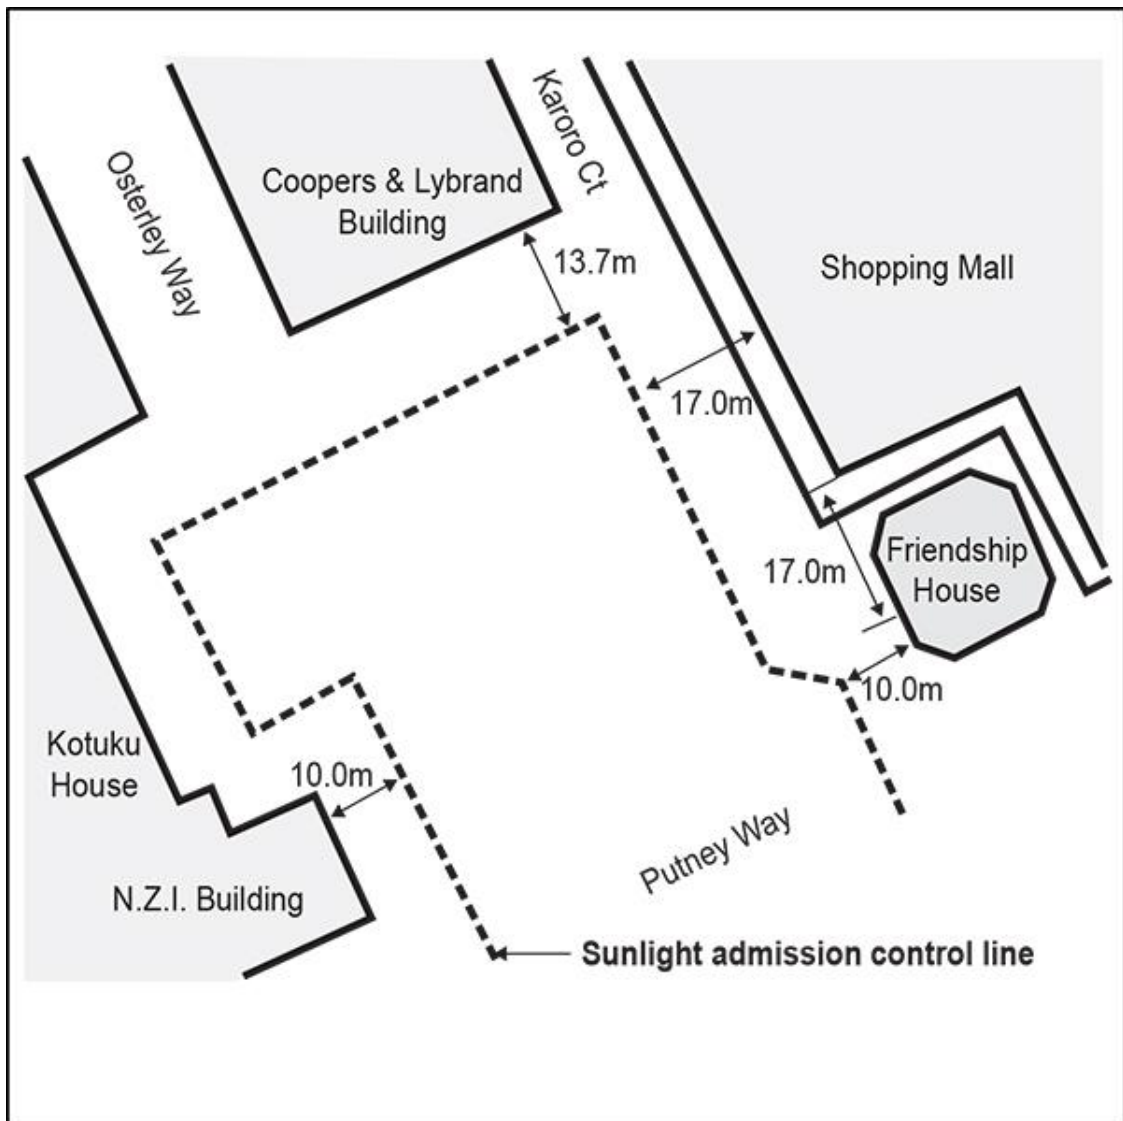 Karoro Ct
Osterley Way
Coopers & Lybrand
Building
13.7m
Shopping Mall
17.0m
17.0m
Friendship
House
10.0m
Kotuku
House
10.0m
Putney Way
N.Z.I. Building
Sunlight admission control line